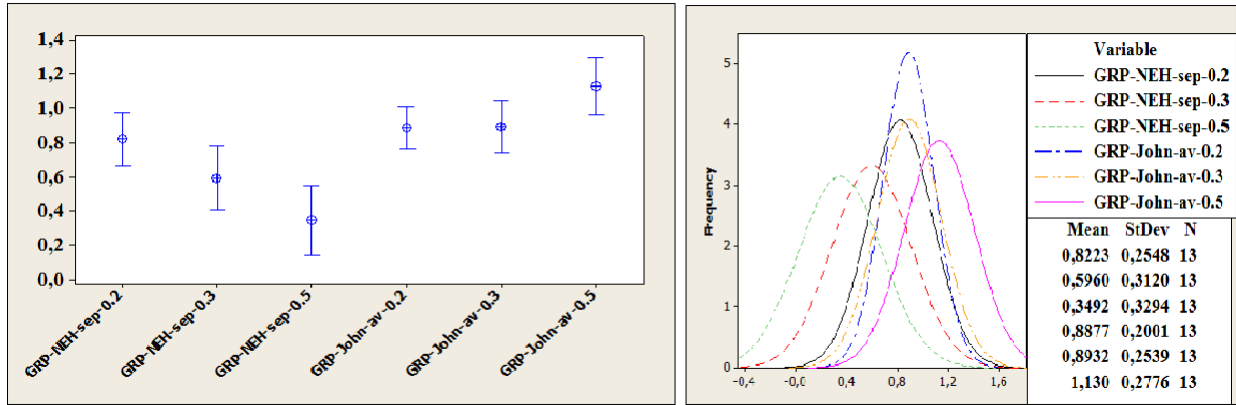 1,4
1,2
1,0
0,8
0,6
0,4
0,2
0,0
GRP-NEH-sep-0.2
GRP-NEH-sep-0.3
GRP-NEH-sep-0.5
GRP-John-av-0.2
GRP-John-av-0.3
GRP-John-av-0.5
Frequency
5
4
3
2
1
0
-0,4 -0,0 0,4 0,8 1,2 1,6
Variable
GRP-NEH-sep-0.2
GRP-NEH-sep-0.3
GRP-NEH-sep-0.5
GRP-John-av-0.2
GRP-John-av-0.3
GRP-John-av-0.5
Mean StDev N
0,8223 0,2548 13
0,5960 0,3120 13
0,3492 0,3294 13
0,8877 0,2001 13
0,8932 0,2539 13
1,130 0,2776 13